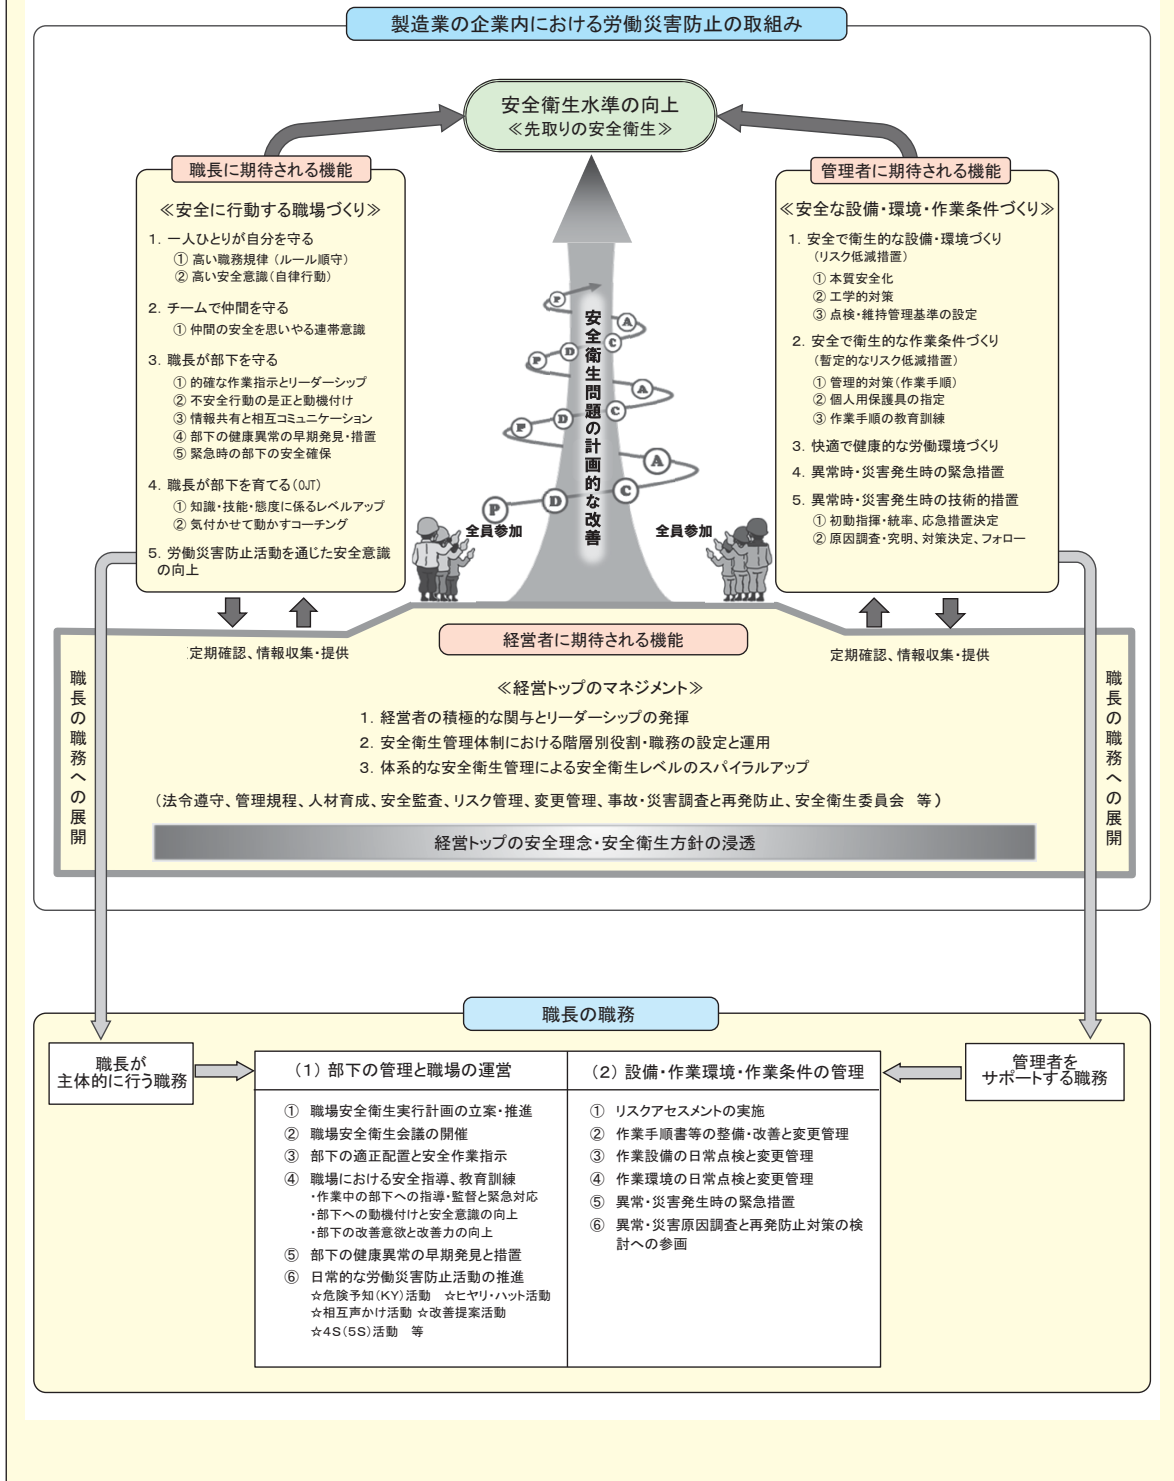 製造業の企業内における労働災害防止の取組み
安全衛生水準の向上
≪先取りの安全衛生≫
職長に期待される機能
≪安全に行動する職場づくり≫
1. 一人ひとりが自分を守る
① 高い職務規律（ルール順守）
② 高い安全意識（自律行動）
2. チームで仲間を守る
① 仲間の安全を思いやる連帯意識
3. 職長が部下を守る
① 的確な作業指示とリーダーシップ
② 不安全行動の是正と動機付け
③ 情報共有と相互コミュニケーション
④ 部下の健康異常の早期発見・措置
⑤ 緊急時の部下の安全確保
4. 職長が部下を育てる（OJT）
① 知識・技能・態度に係るレベルアップ
② 気付かせて動かすコーチング
5. 労働災害防止活動を通じた安全意識
の向上
管理者に期待される機能
≪安全な設備・環境・作業条件づくり≫
1. 安全で衛生的な設備・環境づくり
（リスク低減措置）
① 本質安全化
② 工学的対策
③ 点検・維持管理基準の設定
2. 安全で衛生的な作業条件づくり
（暫定的なリスク低減措置）
① 管理的対策（作業手順）
② 個人用保護具の指定
③ 作業手順の教育訓練
3. 快適で健康的な労働環境づくり
4. 異常時・災害発生時の緊急措置
5. 異常時・災害発生時の技術的措置
① 初動指揮・統率、応急措置決定
② 原因調査・究明、対策決定、フォロー
安全衛生問題の計画的な改善
P
A
C
D
P
A
C
D
P
A
C
D
P
全員参加
全員参加
定期確認、情報収集・提供
定期確認、情報収集・提供
経営者に期待される機能
≪経営トップのマネジメント≫
1. 経営者の積極的な関与とリーダーシップの発揮
2. 安全衛生管理体制における階層別役割・職務の設定と運用
3. 体系的な安全衛生管理による安全衛生レベルのスパイラルアップ
（法令遵守、管理規程、人材育成、安全監査、リスク管理、変更管理、事故・災害調査と再発防止、安全衛生委員会　等）
経営トップの安全理念・安全衛生方針の浸透
職長の職務への展開
職長の職務への展開
職長の職務
職長が
主体的に行う職務
管理者を
サポートする職務
（1）部下の管理と職場の運営
① 職場安全衛生実行計画の立案・推進
② 職場安全衛生会議の開催
③ 部下の適正配置と安全作業指示
④ 職場における安全指導、教育訓練
・作業中の部下への指導・監督と緊急対応
・部下への動機付けと安全意識の向上
・部下の改善意欲と改善力の向上
⑤ 部下の健康異常の早期発見と措置
⑥ 日常的な労働災害防止活動の推進
☆危険予知（KY）活動　☆ヒヤリ・ハット活動
☆相互声かけ活動 ☆改善提案活動
☆4S（5S）活動　等
（2）設備・作業環境・作業条件の管理
① リスクアセスメントの実施
② 作業手順書等の整備・改善と変更管理
③ 作業設備の日常点検と変更管理
④ 作業環境の日常点検と変更管理
⑤ 異常・災害発生時の緊急措置
⑥ 異常・災害原因調査と再発防止対策の検
討への参画